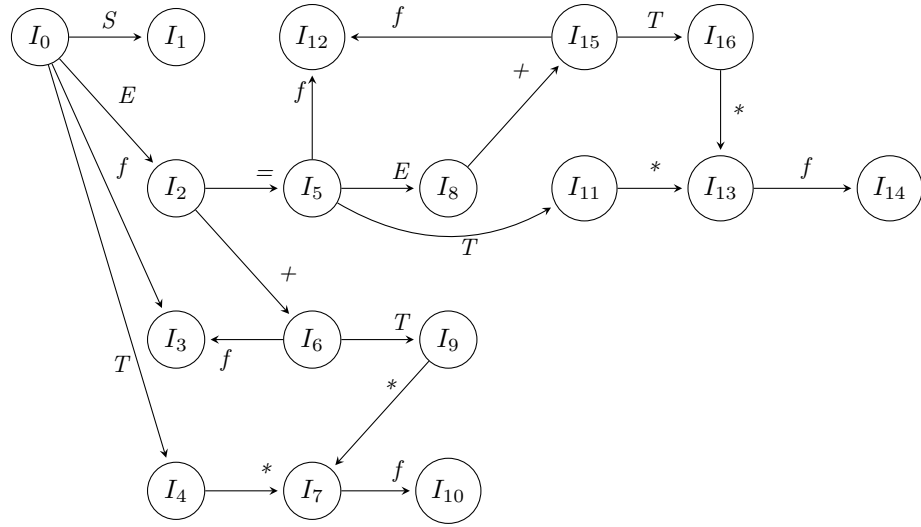 S f T
I₀ I₁ I₁₂ I₁₅ I₁₆
E f + *
f = E * f
I₂ I₅ I₈ I₁₁ I₁₃ I₁₄
T
+
T
I₃ I₆ I₉
T f *
* f
I₄ I₇ I₁₀